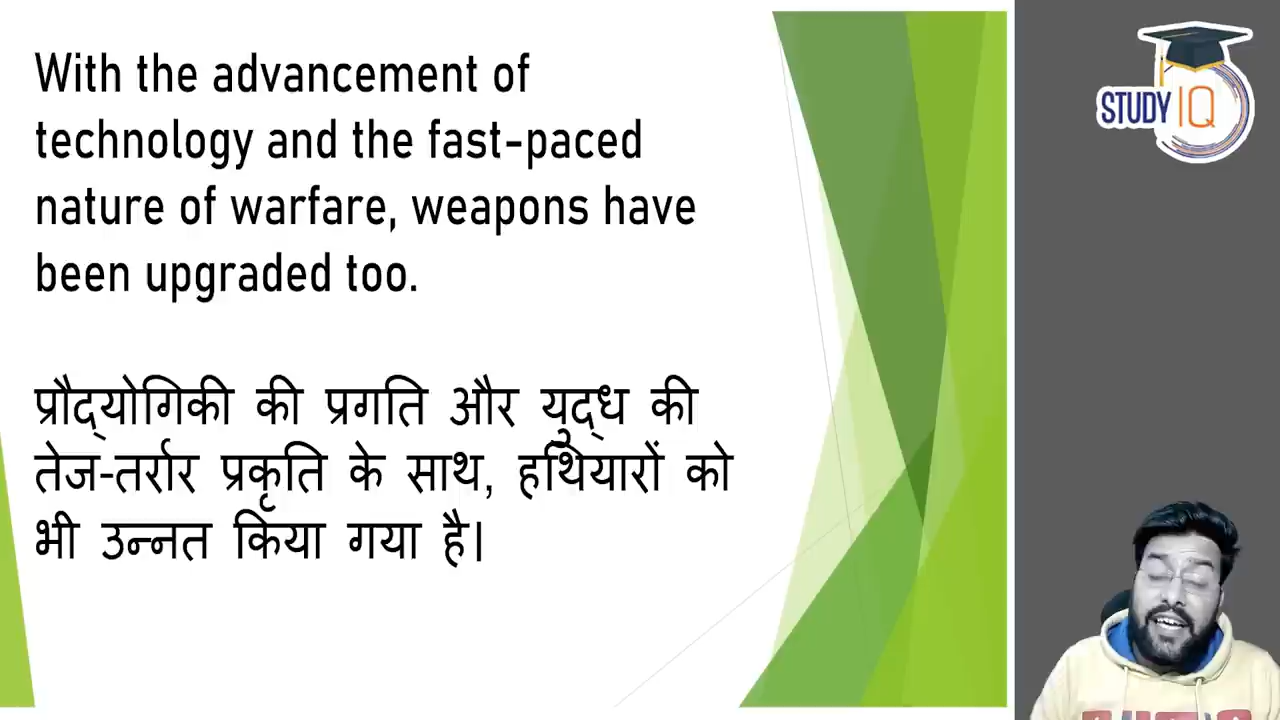 With the advancement of
technology and the fast-paced
nature of warfare, weapons have
been upgraded too.
प्रौद्योगिकी की प्रगति और युद्ध की
तेज-तर्रार प्रकृति के साथ, हथियारों को
भी उन्नत किया गया है।
STUDY IQ